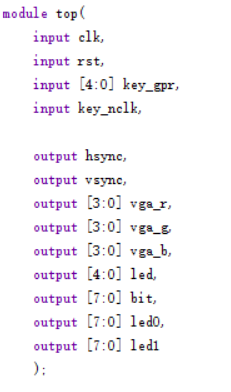 module top(
input clk,
input rst,
input [4:0] key_gpr,
input key_nclk,
output hsync,
output vsync,
output [3:0] vga_r,
output [3:0] vga_g,
output [3:0] vga_b,
output [4:0] led,
output [7:0] bit,
output [7:0] led0,
output [7:0] led1
);